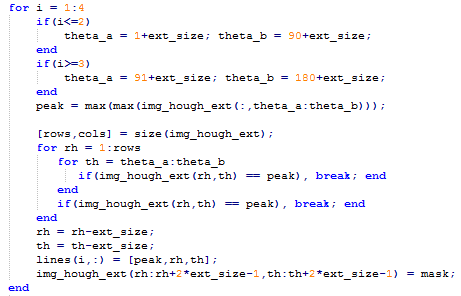 for i = 1:4
if(i<=2)
theta_a = 1+ext_size; theta_b = 90+ext_size;
end
if(i>=3)
theta_a = 91+ext_size; theta_b = 180+ext_size;
end
peak = max(max(img_hough_ext(:,theta_a:theta_b)));
[rows,cols] = size(img_hough_ext);
for rh = 1:rows
for th = theta_a:theta_b
if(img_hough_ext(rh,th) == peak), break; end
end
if(img_hough_ext(rh,th) == peak), break; end
end
rh = rh-ext_size;
th = th-ext_size;
lines(i,:) = [peak,rh,th];
img_hough_ext(rh:rh+2*ext_size-1,th:th+2*ext_size-1) = mask;
end